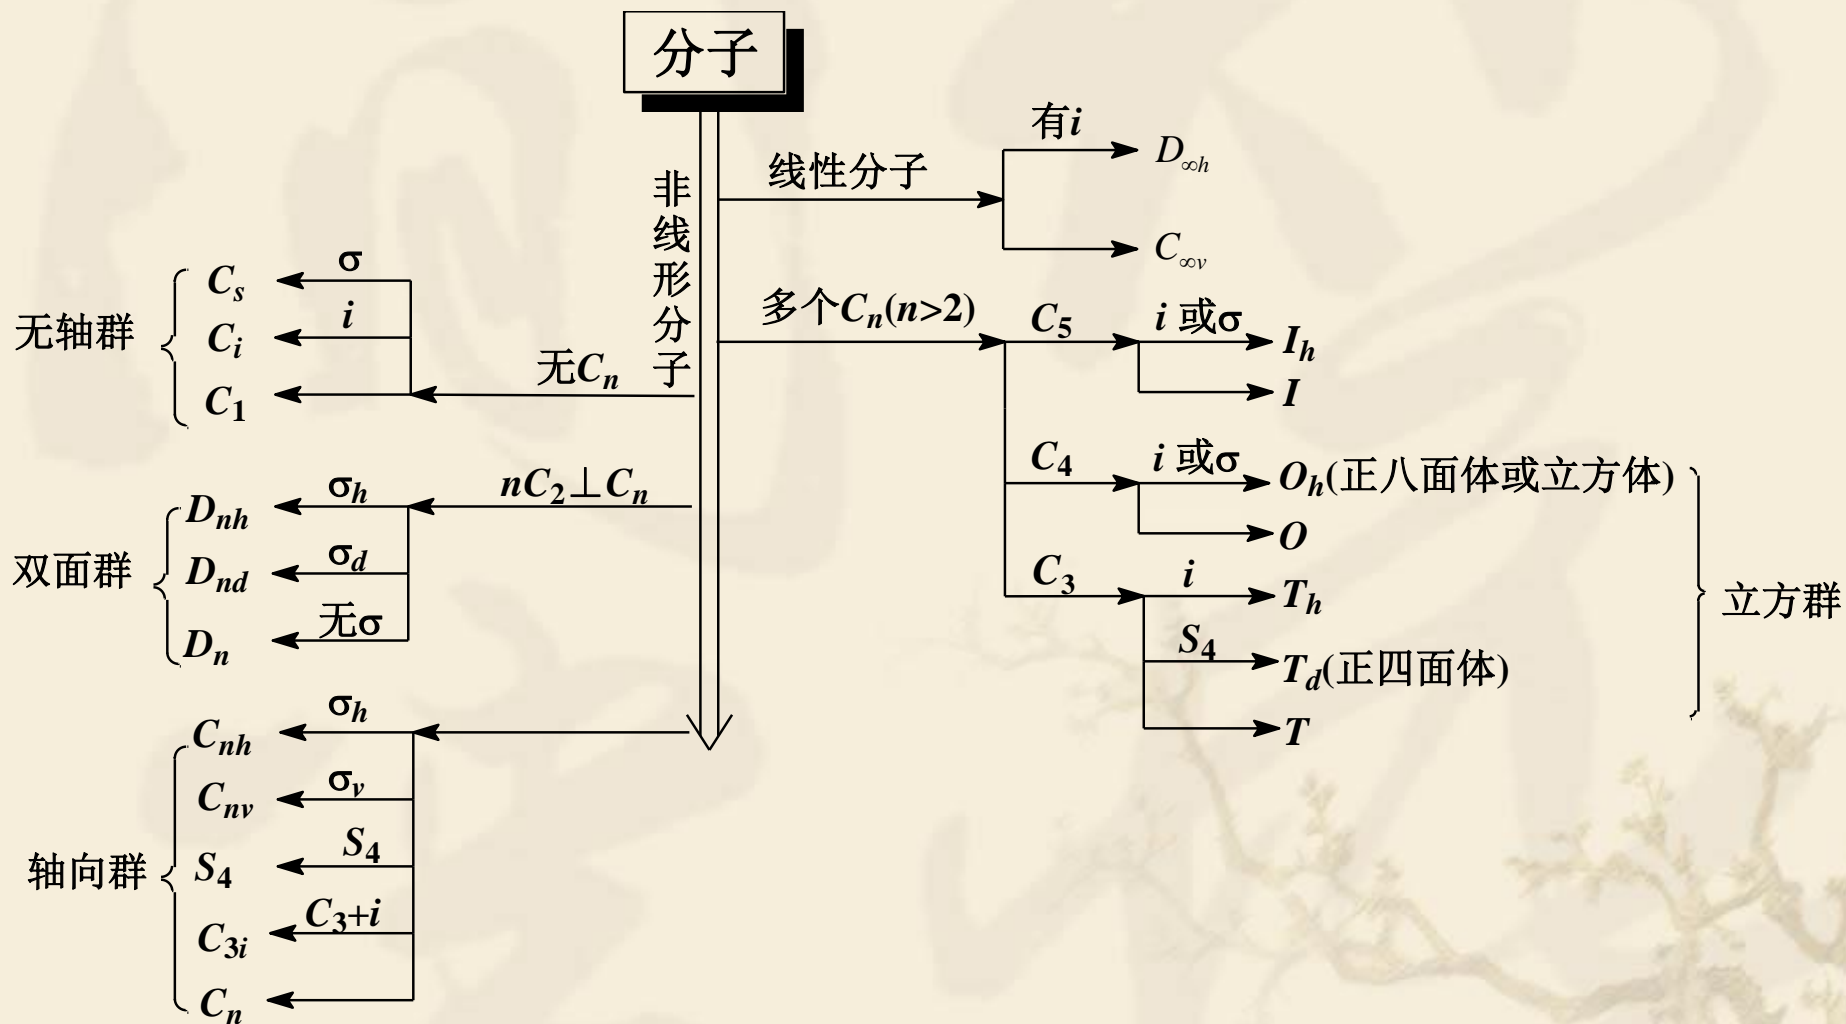 分子
非线形分子
线性分子
有i
D∞h
C∞v
多个Cn(n>2)
C5
i 或σ
Ih
I
C4
i 或σ
Oh(正八面体或立方体)
O
C3
i
Th
S4
Td(正四面体)
T
立方群
无Cn
σ
Cs
i
Ci
C1
无轴群
nC2⊥Cn
σh
Dnh
σd
Dnd
无σ
Dn
双面群
σh
Cnh
σv
Cnv
S4
S4
C3+i
C3i
Cn
轴向群